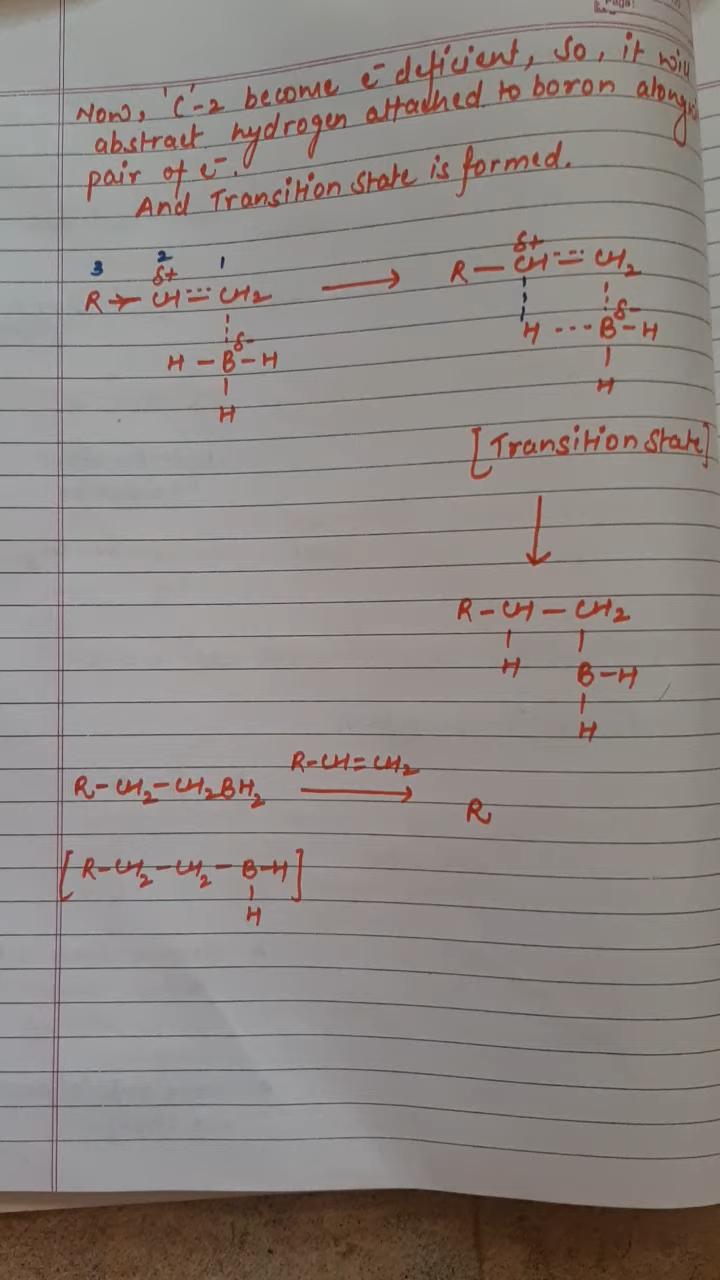 Page:
Now, 'C'-2 become e⁻ deficient, So, it will
abstract hydrogen attached to boron
pair of e⁻.
And Transition State is formed.
3 2 1
δ+
R → CH ⩴ CH₂ ⟶
δ-
H – B – H
H
δ+
R — CH ⩴ CH₂
δ-
H --- B – H
H
[Transition State]
R – CH – CH₂
H B – H
H
R-CH=CH₂
R–CH₂–CH₂BH₂ ⟶ R
[R–CH₂–CH₂–B–H]
H